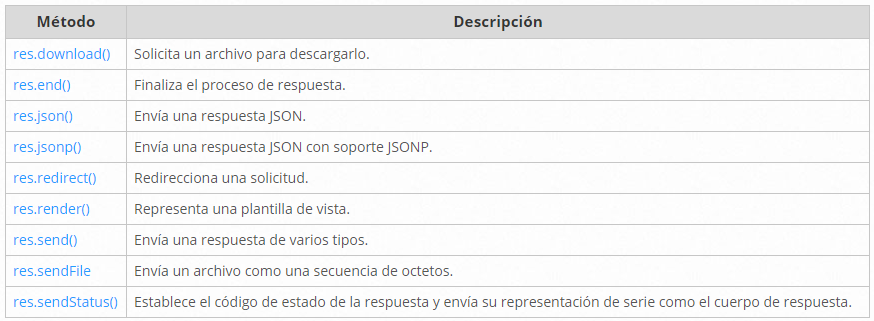 Método Descripción
res.download() Solicita un archivo para descargarlo.
res.end() Finaliza el proceso de respuesta.
res.json() Envía una respuesta JSON.
res.jsonp() Envía una respuesta JSON con soporte JSONP.
res.redirect() Redirecciona una solicitud.
res.render() Representa una plantilla de vista.
res.send() Envía una respuesta de varios tipos.
res.sendFile Envía un archivo como una secuencia de octetos.
res.sendStatus() Establece el código de estado de la respuesta y envía su representación de serie como el cuerpo de respuesta.